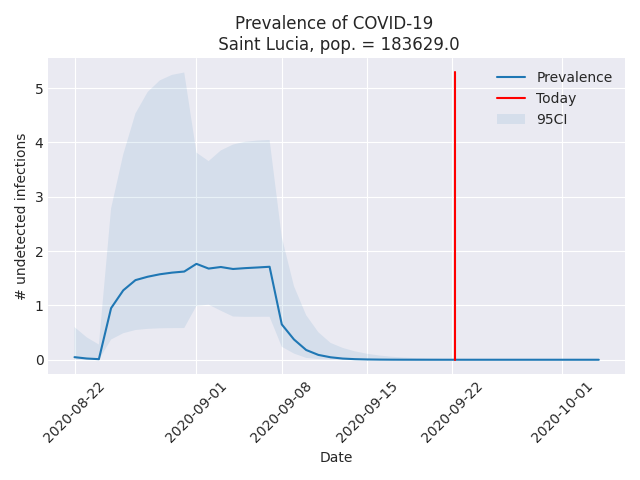 Prevalence of COVID-19
Saint Lucia, pop. = 183629.0
Prevalence
Today
95CI
# undetected infections
5
4
3
2
1
0
2020-08-22
2020-09-01
2020-09-08
2020-09-15
2020-09-22
2020-10-01
Date